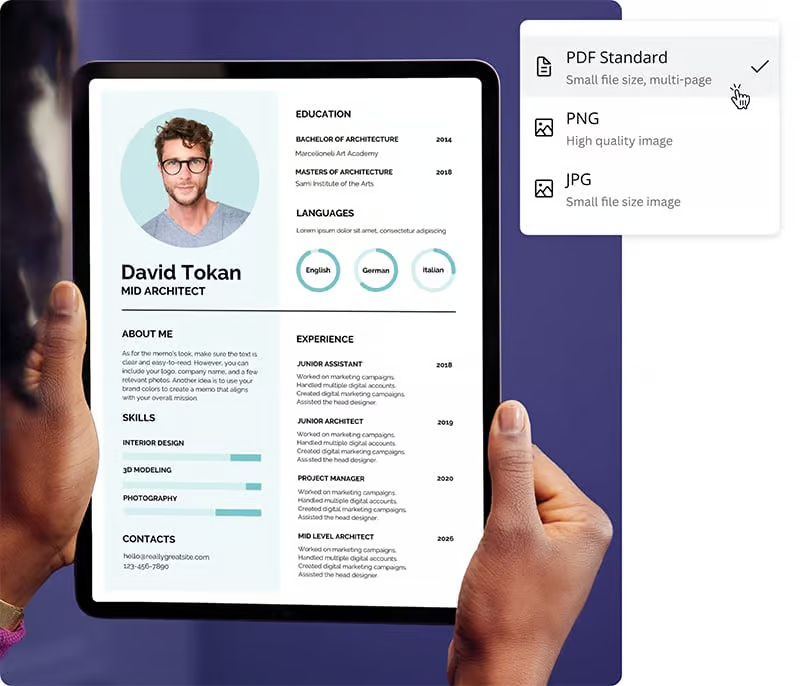 David Tokan
MID ARCHITECT
EDUCATION
BACHELOR OF ARCHITECTURE 2014
Marcelioneli Art Academy
MASTERS OF ARCHITECTURE 2018
Sami Institute of the Arts
LANGUAGES
Lorem ipsum dolor sit amet, consectetur adipiscing
English
German
Italian
ABOUT ME
As for the memo's look, make sure the text is
clear and easy-to-read. However, you can
include your logo, company name, and a few
relevant photos. Another idea is to use your
brand colors to create a memo that aligns
with your overall mission.
SKILLS
INTERIOR DESIGN
3D MODELING
PHOTOGRAPHY
CONTACTS
hello@reallygreatsite.com
123-456-7890
EXPERIENCE
JUNIOR ASSISTANT 2018
Worked on marketing campaigns.
Handled multiple digital accounts.
Created digital marketing campaigns.
Assisted the head designer.
JUNIOR ARCHITECT 2019
Worked on marketing campaigns.
Handled multiple digital accounts.
Created digital marketing campaigns.
Assisted the head designer.
PROJECT MANAGER 2020
Worked on marketing campaigns.
Handled multiple digital accounts.
Created digital marketing campaigns.
Assisted the head designer.
MID LEVEL ARCHITECT 2026
Worked on marketing campaigns.
Handled multiple digital accounts.
Created digital marketing campaigns.
Assisted the head designer.
PDF Standard
Small file size, multi-page
PNG
High quality image
JPG
Small file size image